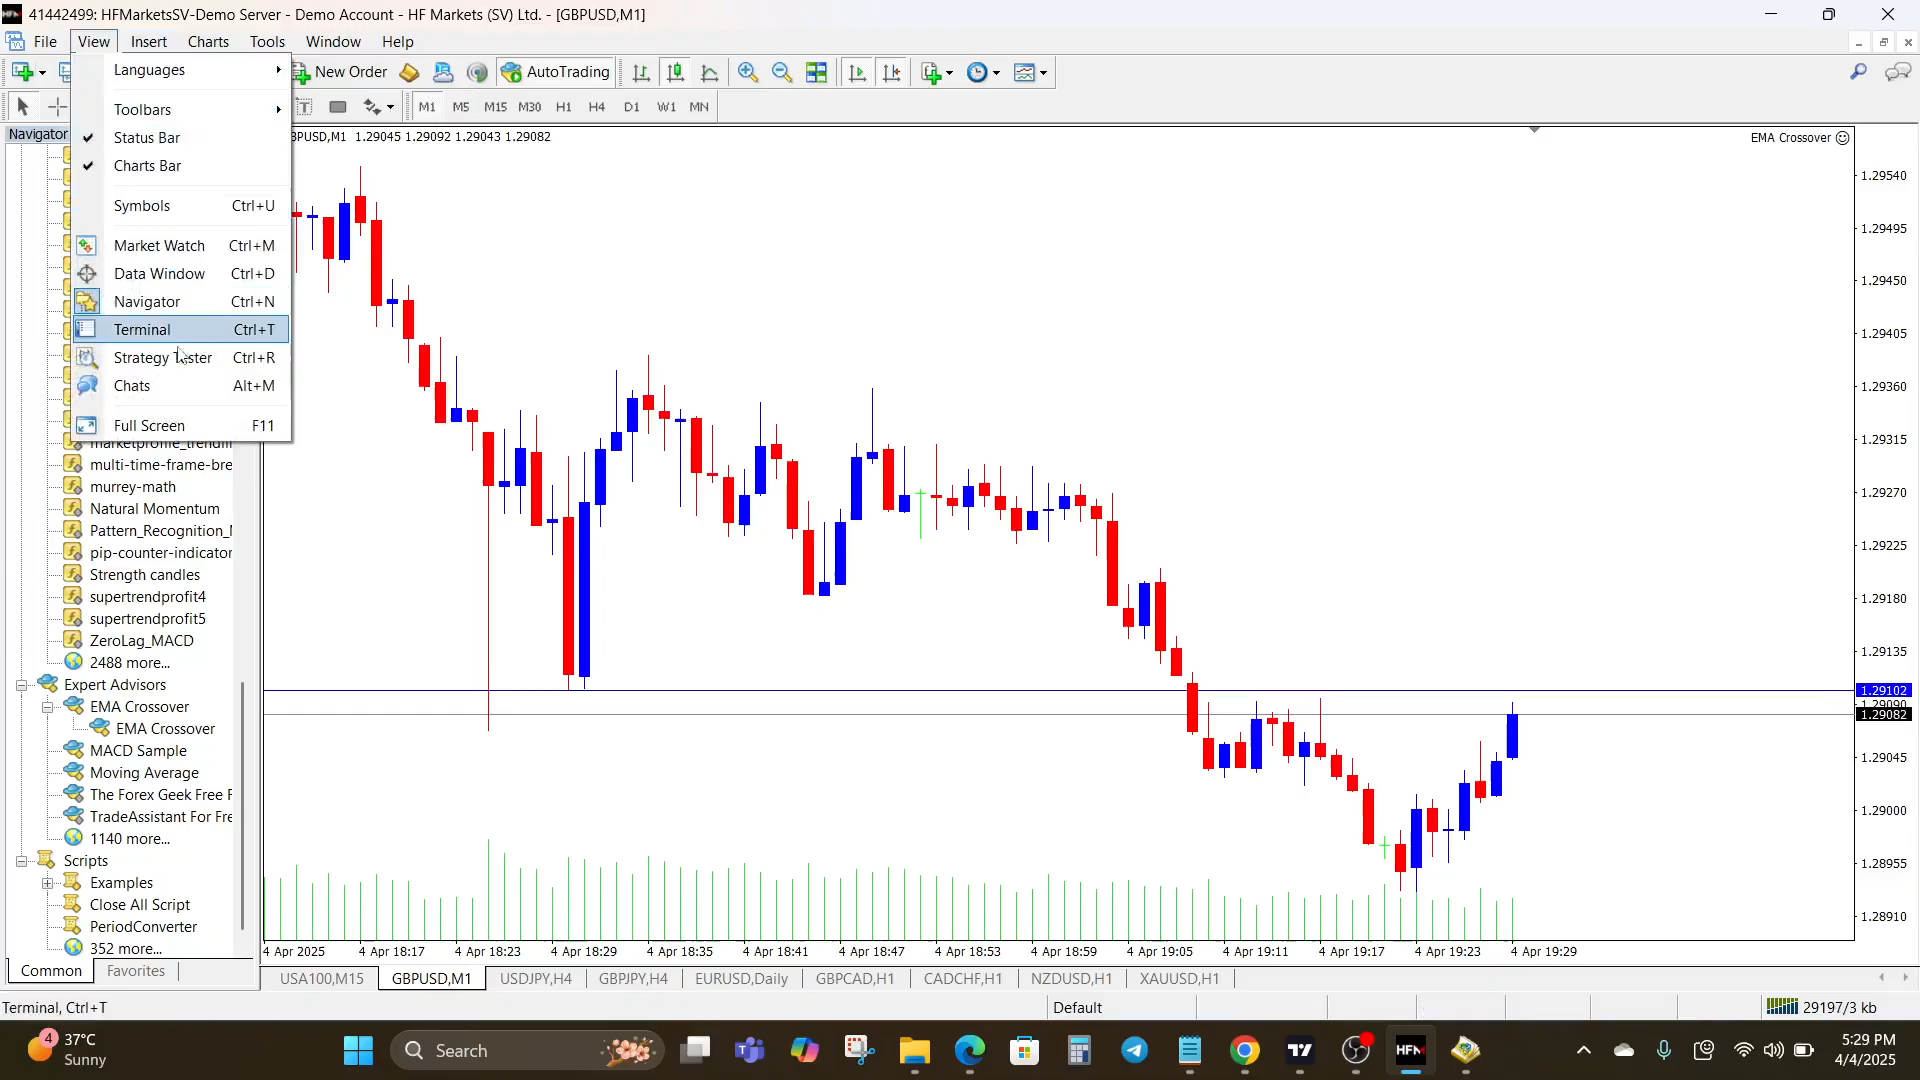 41442499: HFMarketsSV-Demo Server - Demo Account - HF Markets (SV) Ltd. - [GBPUSD,M1]
File View Insert Charts Tools Window Help
New Order AutoTrading
M1 M5 M15 M30 H1 H4 D1 W1 MN
Navigator
Languages
Toolbars
Status Bar
Charts Bar
Symbols Ctrl+U
Market Watch Ctrl+M
Data Window Ctrl+D
Navigator Ctrl+N
Terminal Ctrl+T
Strategy Tester Ctrl+R
Chats Alt+M
Full Screen F11
BPUSD,M1 1.29045 1.29092 1.29043 1.29082
EMA Crossover
multi-time-frame-bre
murrey-math
Natural Momentum
Pattern_Recognition_
pip-counter-indicator
Strength candles
supertrendprofit4
supertrendprofit5
ZeroLag_MACD
2488 more...
Expert Advisors
EMA Crossover
EMA Crossover
MACD Sample
Moving Average
The Forex Geek Free F
TradeAssistant For Fre
1140 more...
Scripts
Examples
Close All Script
PeriodConverter
352 more...
Common Favorites
1.29540
1.29495
1.29450
1.29405
1.29360
1.29315
1.29270
1.29225
1.29180
1.29135
1.29102
1.29090
1.29082
1.29045
1.29000
1.28955
1.28910
4 Apr 2025 4 Apr 18:17 4 Apr 18:23 4 Apr 18:29 4 Apr 18:35 4 Apr 18:41 4 Apr 18:47 4 Apr 18:53 4 Apr 18:59 4 Apr 19:05 4 Apr 19:11 4 Apr 19:17 4 Apr 19:23 4 Apr 19:29
USA100,M15 GBPUSD,M1 USDJPY,H4 GBPJPY,H4 EURUSD,Daily GBPCAD,H1 CADCHF,H1 NZDUSD,H1 XAUUSD,H1
Terminal, Ctrl+T Default 29197/3 kb
4 37°C
Sunny
Search
HFM
5:29 PM
4/4/2025